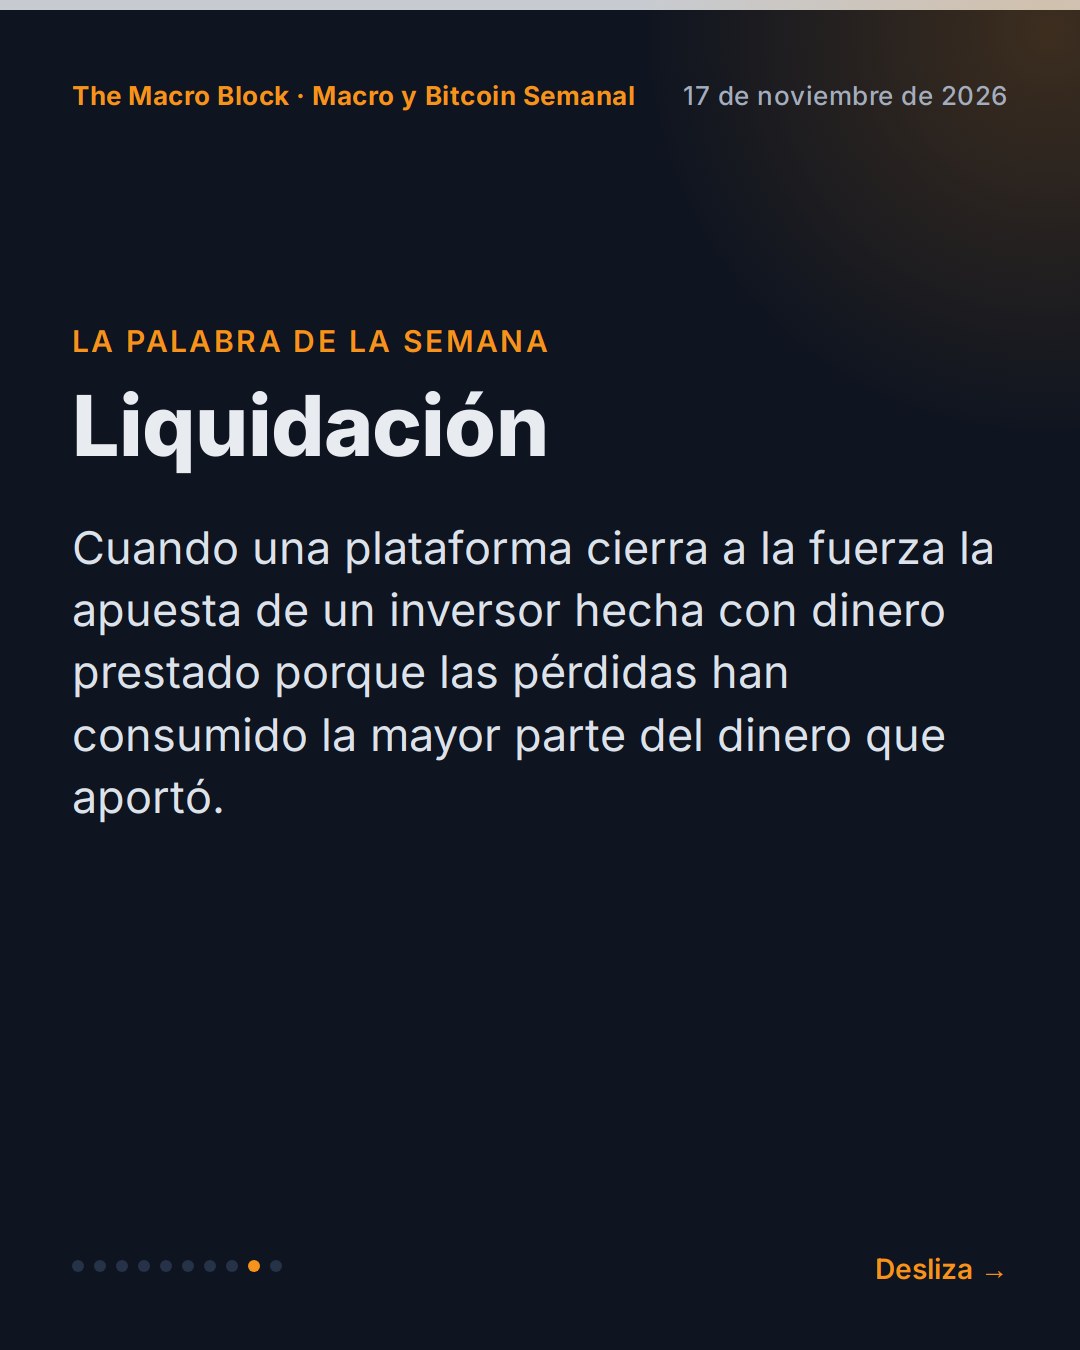 The Macro Block · Macro y Bitcoin Semanal
17 de noviembre de 2026
LA PALABRA DE LA SEMANA
Liquidación
Cuando una plataforma cierra a la fuerza la
apuesta de un inversor hecha con dinero
prestado porque las pérdidas han
consumido la mayor parte del dinero que
aportó.
Desliza →